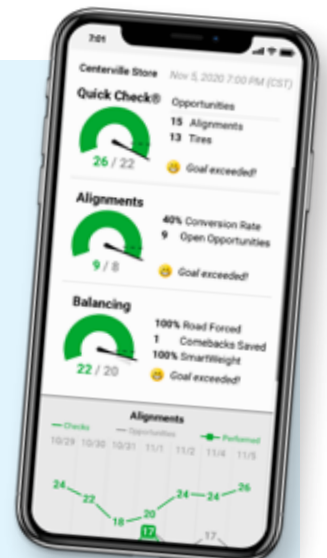 7:01
Centerville Store Nov 5, 2020 7:00 PM (CST)
Quick Check® Opportunities
15 Alignments
13 Tires
26 / 22
Goal exceeded!
Alignments
40% Conversion Rate
9 Open Opportunities
9 / 8
Goal exceeded!
Balancing
100% Road Forced
1 Comebacks Saved
100% SmartWeight
22 / 20
Goal exceeded!
Alignments
Checks Opportunities Performed
10/29 10/30 10/31 11/1 11/2 11/4 11/5
24 22 18 20 24 24 26
17 17